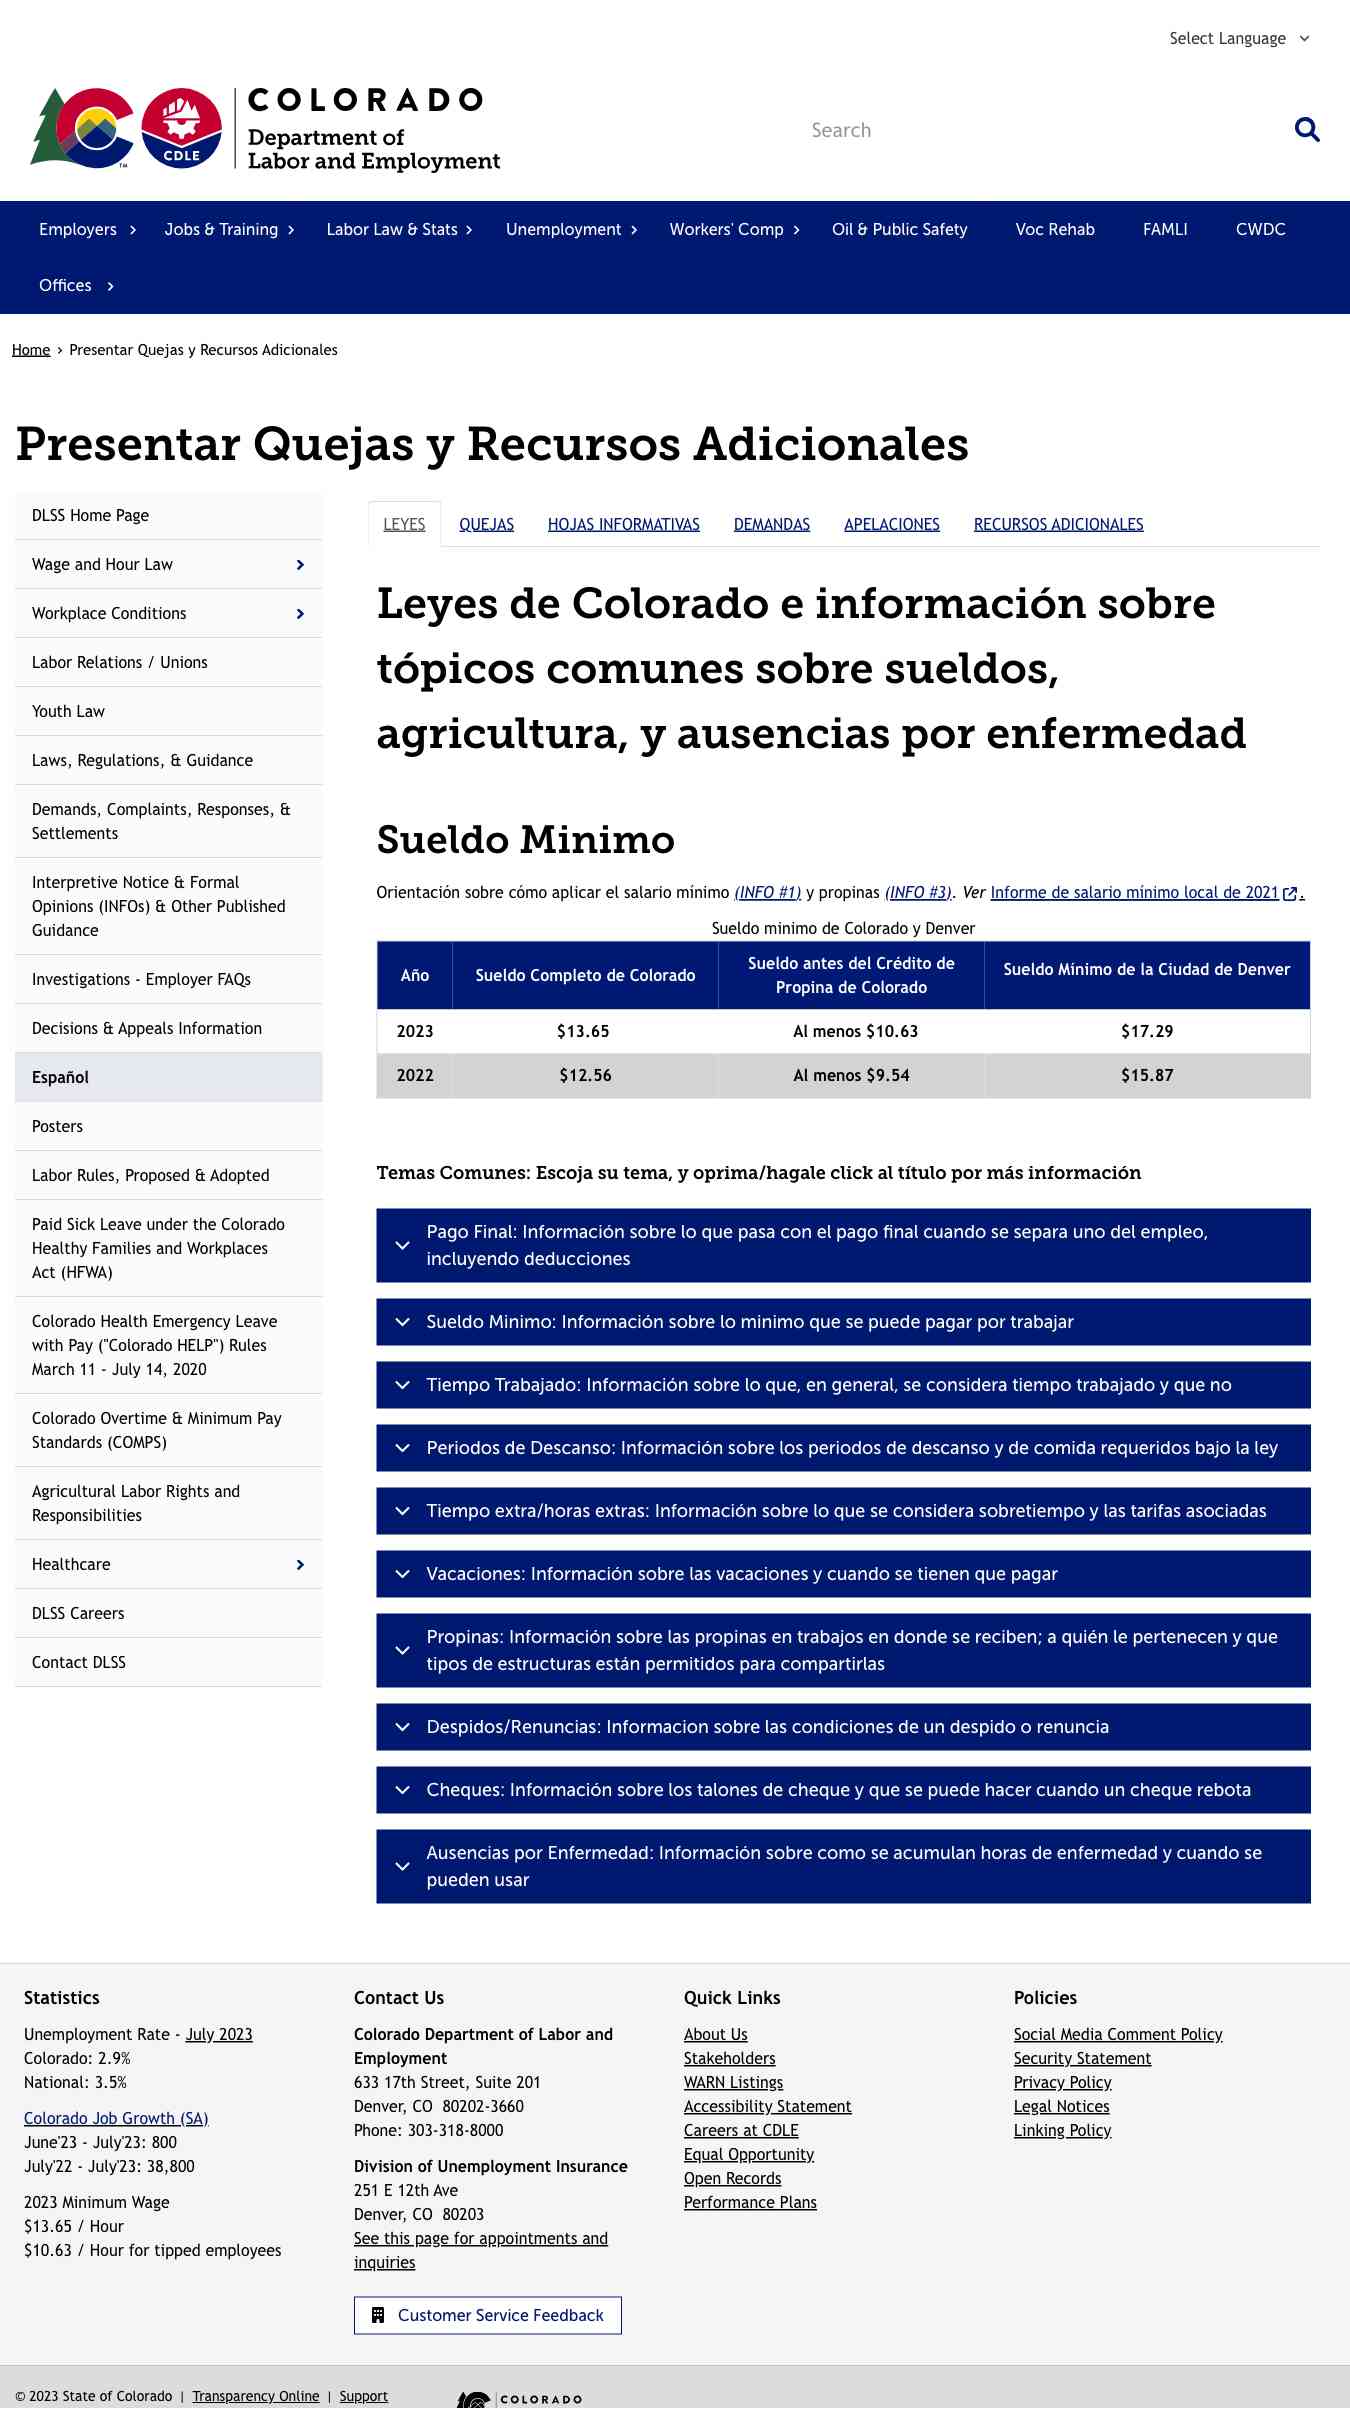 Select Language
COLORADO
Department of
Labor and Employment
CDLE
TM
Search
Employers
Jobs & Training
Labor Law & Stats
Unemployment
Workers' Comp
Oil & Public Safety
Voc Rehab
FAMLI
CWDC
Offices
Home › Presentar Quejas y Recursos Adicionales
Presentar Quejas y Recursos Adicionales
DLSS Home Page
Wage and Hour Law
Workplace Conditions
Labor Relations / Unions
Youth Law
Laws, Regulations, & Guidance
Demands, Complaints, Responses, &
Settlements
Interpretive Notice & Formal
Opinions (INFOs) & Other Published
Guidance
Investigations - Employer FAQs
Decisions & Appeals Information
Español
Posters
Labor Rules, Proposed & Adopted
Paid Sick Leave under the Colorado
Healthy Families and Workplaces
Act (HFWA)
Colorado Health Emergency Leave
with Pay ("Colorado HELP") Rules
March 11 - July 14, 2020
Colorado Overtime & Minimum Pay
Standards (COMPS)
Agricultural Labor Rights and
Responsibilities
Healthcare
DLSS Careers
Contact DLSS
LEYES
QUEJAS
HOJAS INFORMATIVAS
DEMANDAS
APELACIONES
RECURSOS ADICIONALES
Leyes de Colorado e información sobre
tópicos comunes sobre sueldos,
agricultura, y ausencias por enfermedad
Sueldo Minimo
Orientación sobre cómo aplicar el salario mínimo (INFO #1) y propinas (INFO #3). Ver Informe de salario mínimo local de 2021 .
Sueldo minimo de Colorado y Denver
Año
Sueldo Completo de Colorado
Sueldo antes del Crédito de
Propina de Colorado
Sueldo Mínimo de la Ciudad de Denver
2023 $13.65 Al menos $10.63 $17.29
2022 $12.56 Al menos $9.54 $15.87
Temas Comunes: Escoja su tema, y oprima/hagale click al título por más información
Pago Final: Información sobre lo que pasa con el pago final cuando se separa uno del empleo,
incluyendo deducciones
Sueldo Minimo: Información sobre lo minimo que se puede pagar por trabajar
Tiempo Trabajado: Información sobre lo que, en general, se considera tiempo trabajado y que no
Periodos de Descanso: Información sobre los periodos de descanso y de comida requeridos bajo la ley
Tiempo extra/horas extras: Información sobre lo que se considera sobretiempo y las tarifas asociadas
Vacaciones: Información sobre las vacaciones y cuando se tienen que pagar
Propinas: Información sobre las propinas en trabajos en donde se reciben; a quién le pertenecen y que
tipos de estructuras están permitidos para compartirlas
Despidos/Renuncias: Informacion sobre las condiciones de un despido o renuncia
Cheques: Información sobre los talones de cheque y que se puede hacer cuando un cheque rebota
Ausencias por Enfermedad: Información sobre como se acumulan horas de enfermedad y cuando se
pueden usar
Statistics
Unemployment Rate - July 2023
Colorado: 2.9%
National: 3.5%
Colorado Job Growth (SA)
June'23 - July'23: 800
July'22 - July'23: 38,800
2023 Minimum Wage
$13.65 / Hour
$10.63 / Hour for tipped employees
Contact Us
Colorado Department of Labor and
Employment
633 17th Street, Suite 201
Denver, CO 80202-3660
Phone: 303-318-8000
Division of Unemployment Insurance
251 E 12th Ave
Denver, CO 80203
See this page for appointments and
inquiries
Customer Service Feedback
Quick Links
About Us
Stakeholders
WARN Listings
Accessibility Statement
Careers at CDLE
Equal Opportunity
Open Records
Performance Plans
Policies
Social Media Comment Policy
Security Statement
Privacy Policy
Legal Notices
Linking Policy
© 2023 State of Colorado | Transparency Online | Support
COLORADO